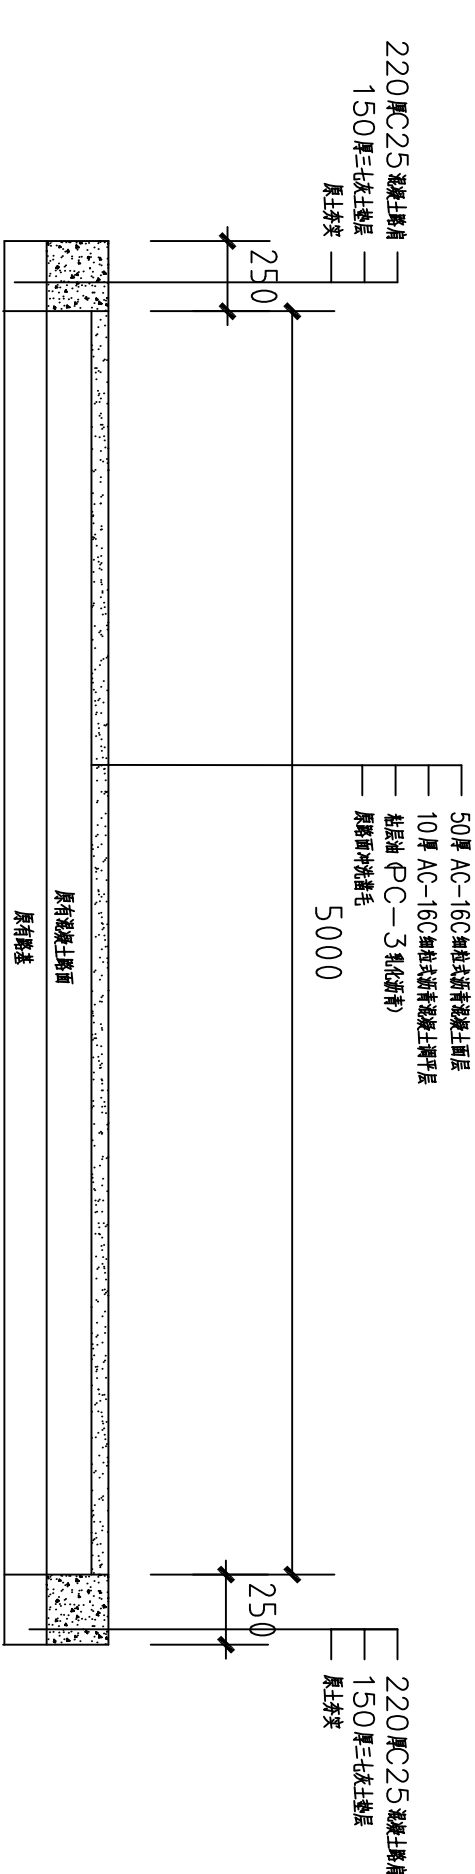 220厚C25混凝土路肩
150厚三七灰土垫层
原土夯实
250
50厚 AC-16C细粒式沥青混凝土面层
10厚 AC-16C细粒式沥青混凝土调平层
粘层油 (PC-3乳化沥青)
原路面冲洗凿毛
5000
原有混凝土路面
原有路基
250
220厚C25混凝土路肩
150厚三七灰土垫层
原土夯实